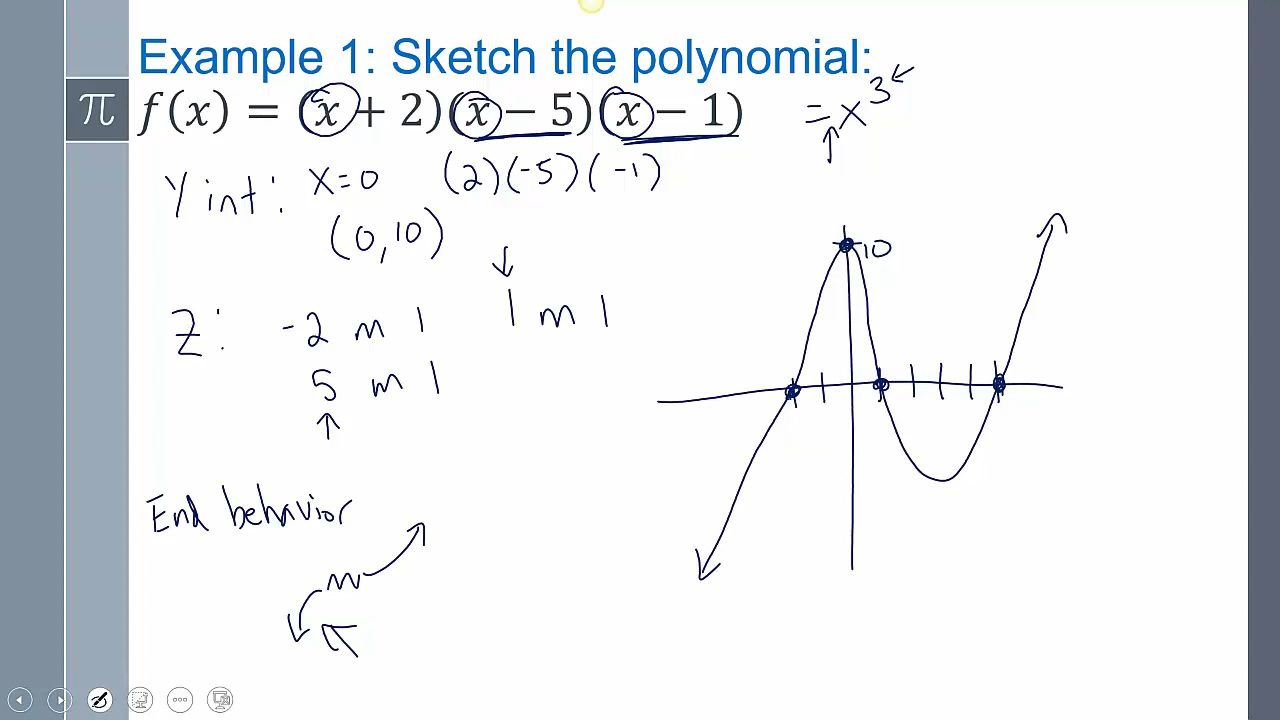 Example 1: Sketch the polynomial:
π
f(x) = (x + 2)(x − 5)(x − 1) = x³
Y int: x=0 (2)(-5)(-1)
(0,10)
10
Z: -2 m 1 1 m 1
5 m 1
End behavior